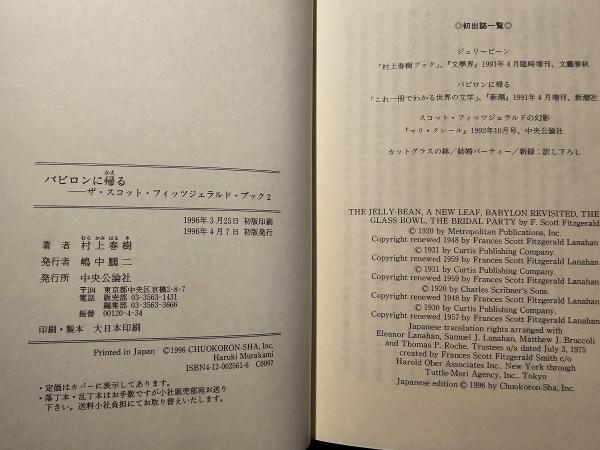 バビロンに帰る
かえ
――ザ・スコット・フィッツジェラルド・ブック2
1996年3月25日 初版印刷
1996年4月7日 初版発行
むら かみ はる き
著者 村上春樹
発行者 嶋中鵬二
発行所 中央公論社
〒104 東京都中央区京橋2-8-7
電話 販売部 03-3563-1431
編集部 03-3563-3666
振替 00120-4-34
印刷・製本 大日本印刷
Printed in Japan ©1996 CHUOKORON-SHA, Inc.
Haruki Murakami
ISBN4-12-002561-6 C0097
・定価はカバーに表示してあります。
・落丁本・乱丁本はお手数ですが小社販売部宛お送り
下さい。送料小社負担にてお取り替えいたします。
◎初出誌一覧◎
ジェリービーン
「村上春樹ブック」、『文學界』1991年4月臨時増刊、文藝春秋
バビロンに帰る
「これ一冊でわかる世界の文学」、『新潮』1991年4月増刊、新潮社
スコット・フィッツジェラルドの幻影
『マリ・クレール』1992年10月号、中央公論社
カットグラスの鉢/結婚パーティー/新緑:訳し下ろし
THE JELLY-BEAN, A NEW LEAF, BABYLON REVISITED, THE
GLASS BOWL, THE BRIDAL PARTY by F. Scott Fitzgerald
© 1920 by Metropolitan Publications, Inc.
Copyright renewed 1948 by Frances Scott Fitzgerald Lanahan
© 1931 by Curtis Publishing Company.
Copyright renewed 1959 by Frances Scott Fitzgerald Lanahan
© 1931 by Curtis Publishing Company.
Copyright renewed 1959 by Frances Scott Fitzgerald Lanahan
© 1920 by Charles Scribner's Sons.
Copyright renewed 1948 by Frances Scott Fitzgerald Lanahan
© 1930 by Curtis Publishing Company.
Copyright renewed 1957 by Frances Scott Fitzgerald Lanahan
Japanese translation rights arranged with
Eleanor Lanahan, Samuel J. Lanahan, Matthew J. Bruccoli
and Thomas P. Roche, Trustees u/a dated July 3, 1975
created by Frances Scott Fitzgerald Smith c/o
Harold Ober Associates Inc., New York through
Tuttle-Mori Agency, Inc., Tokyo
Japanese edition © 1996 by Chuokoron-Sha, Inc.